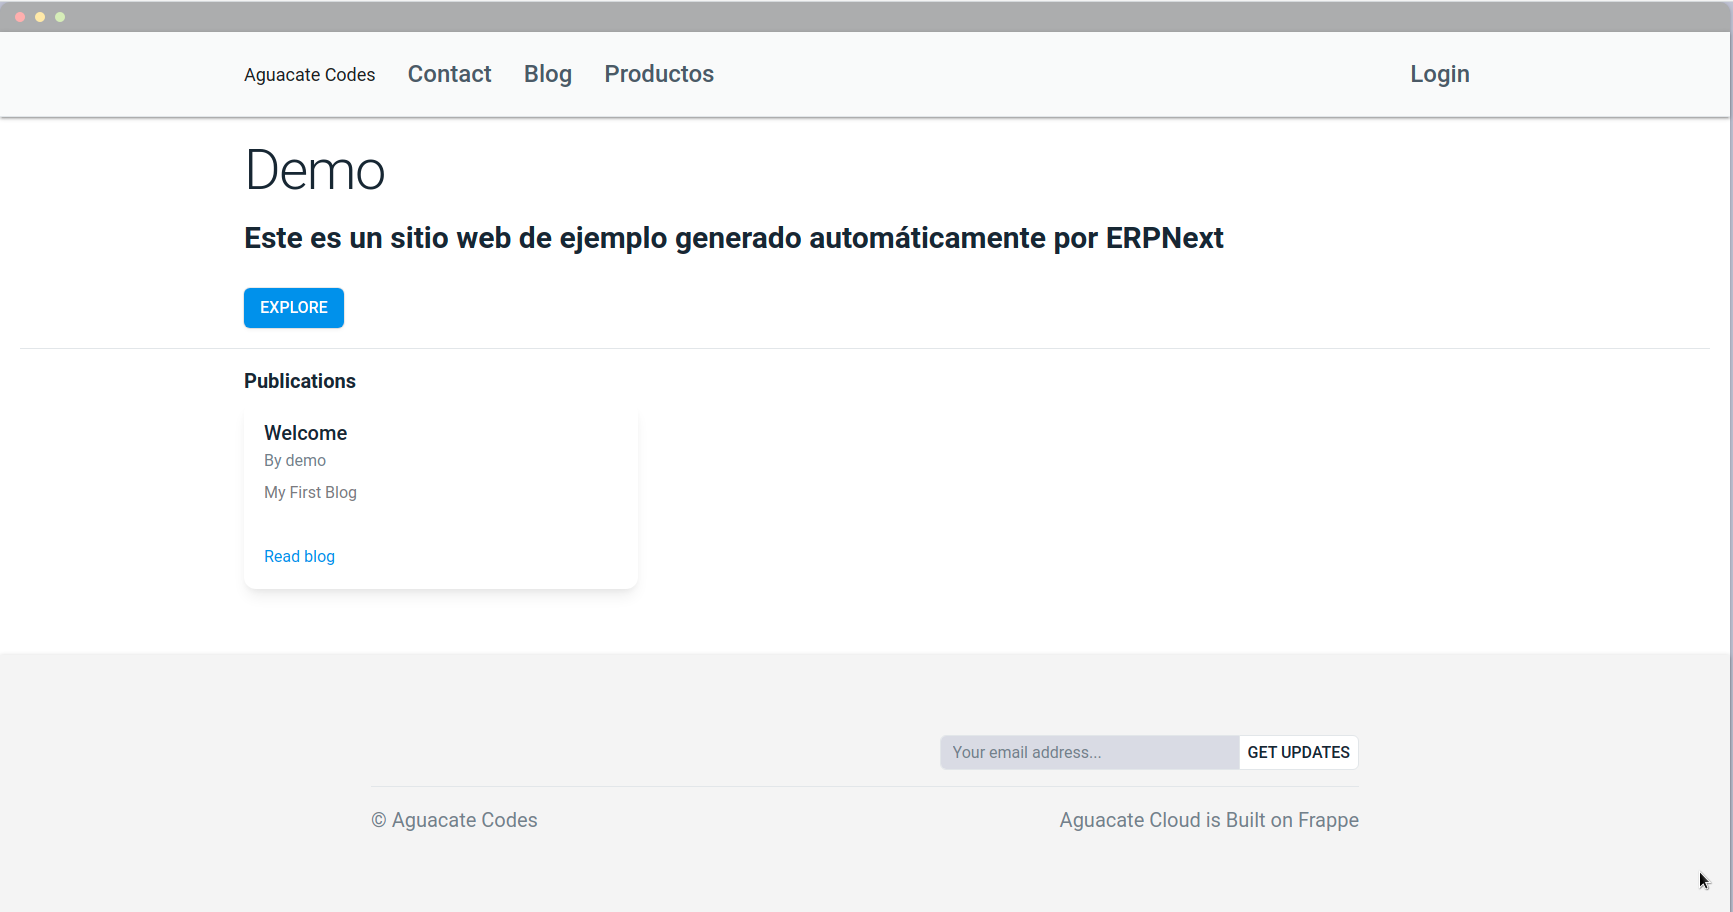 Aguacate Codes Contact Blog Productos Login
Demo
Este es un sitio web de ejemplo generado automáticamente por ERPNext
EXPLORE
Publications
Welcome
By demo
My First Blog
Read blog
Your email address... GET UPDATES
© Aguacate Codes Aguacate Cloud is Built on Frappe